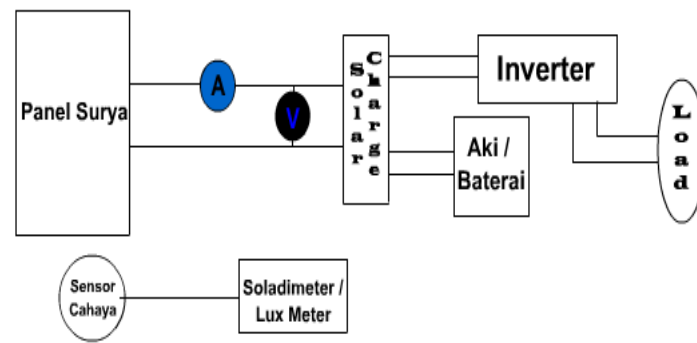 Panel Surya
A
V
Solar
Charge
Inverter
Aki /
Baterai
Load
Sensor
Cahaya
Soladimeter /
Lux Meter